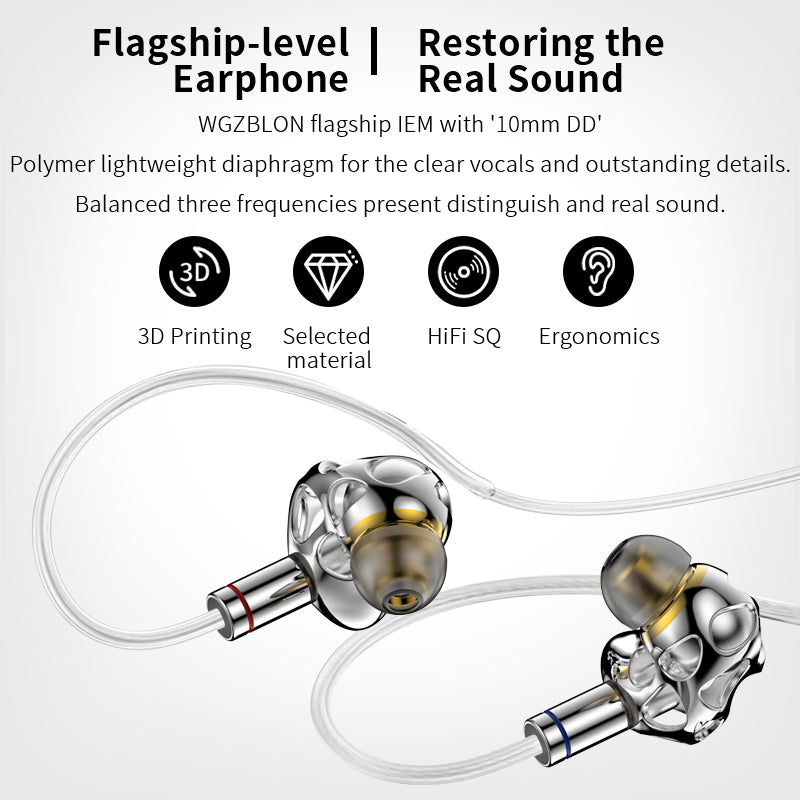 Flagship-level
Earphone
Restoring the
Real Sound
WGZBLON flagship IEM with '10mm DD'
Polymer lightweight diaphragm for the clear vocals and outstanding details.
Balanced three frequencies present distinguish and real sound.
3D
3D Printing
Selected
material
HiFi SQ
Ergonomics